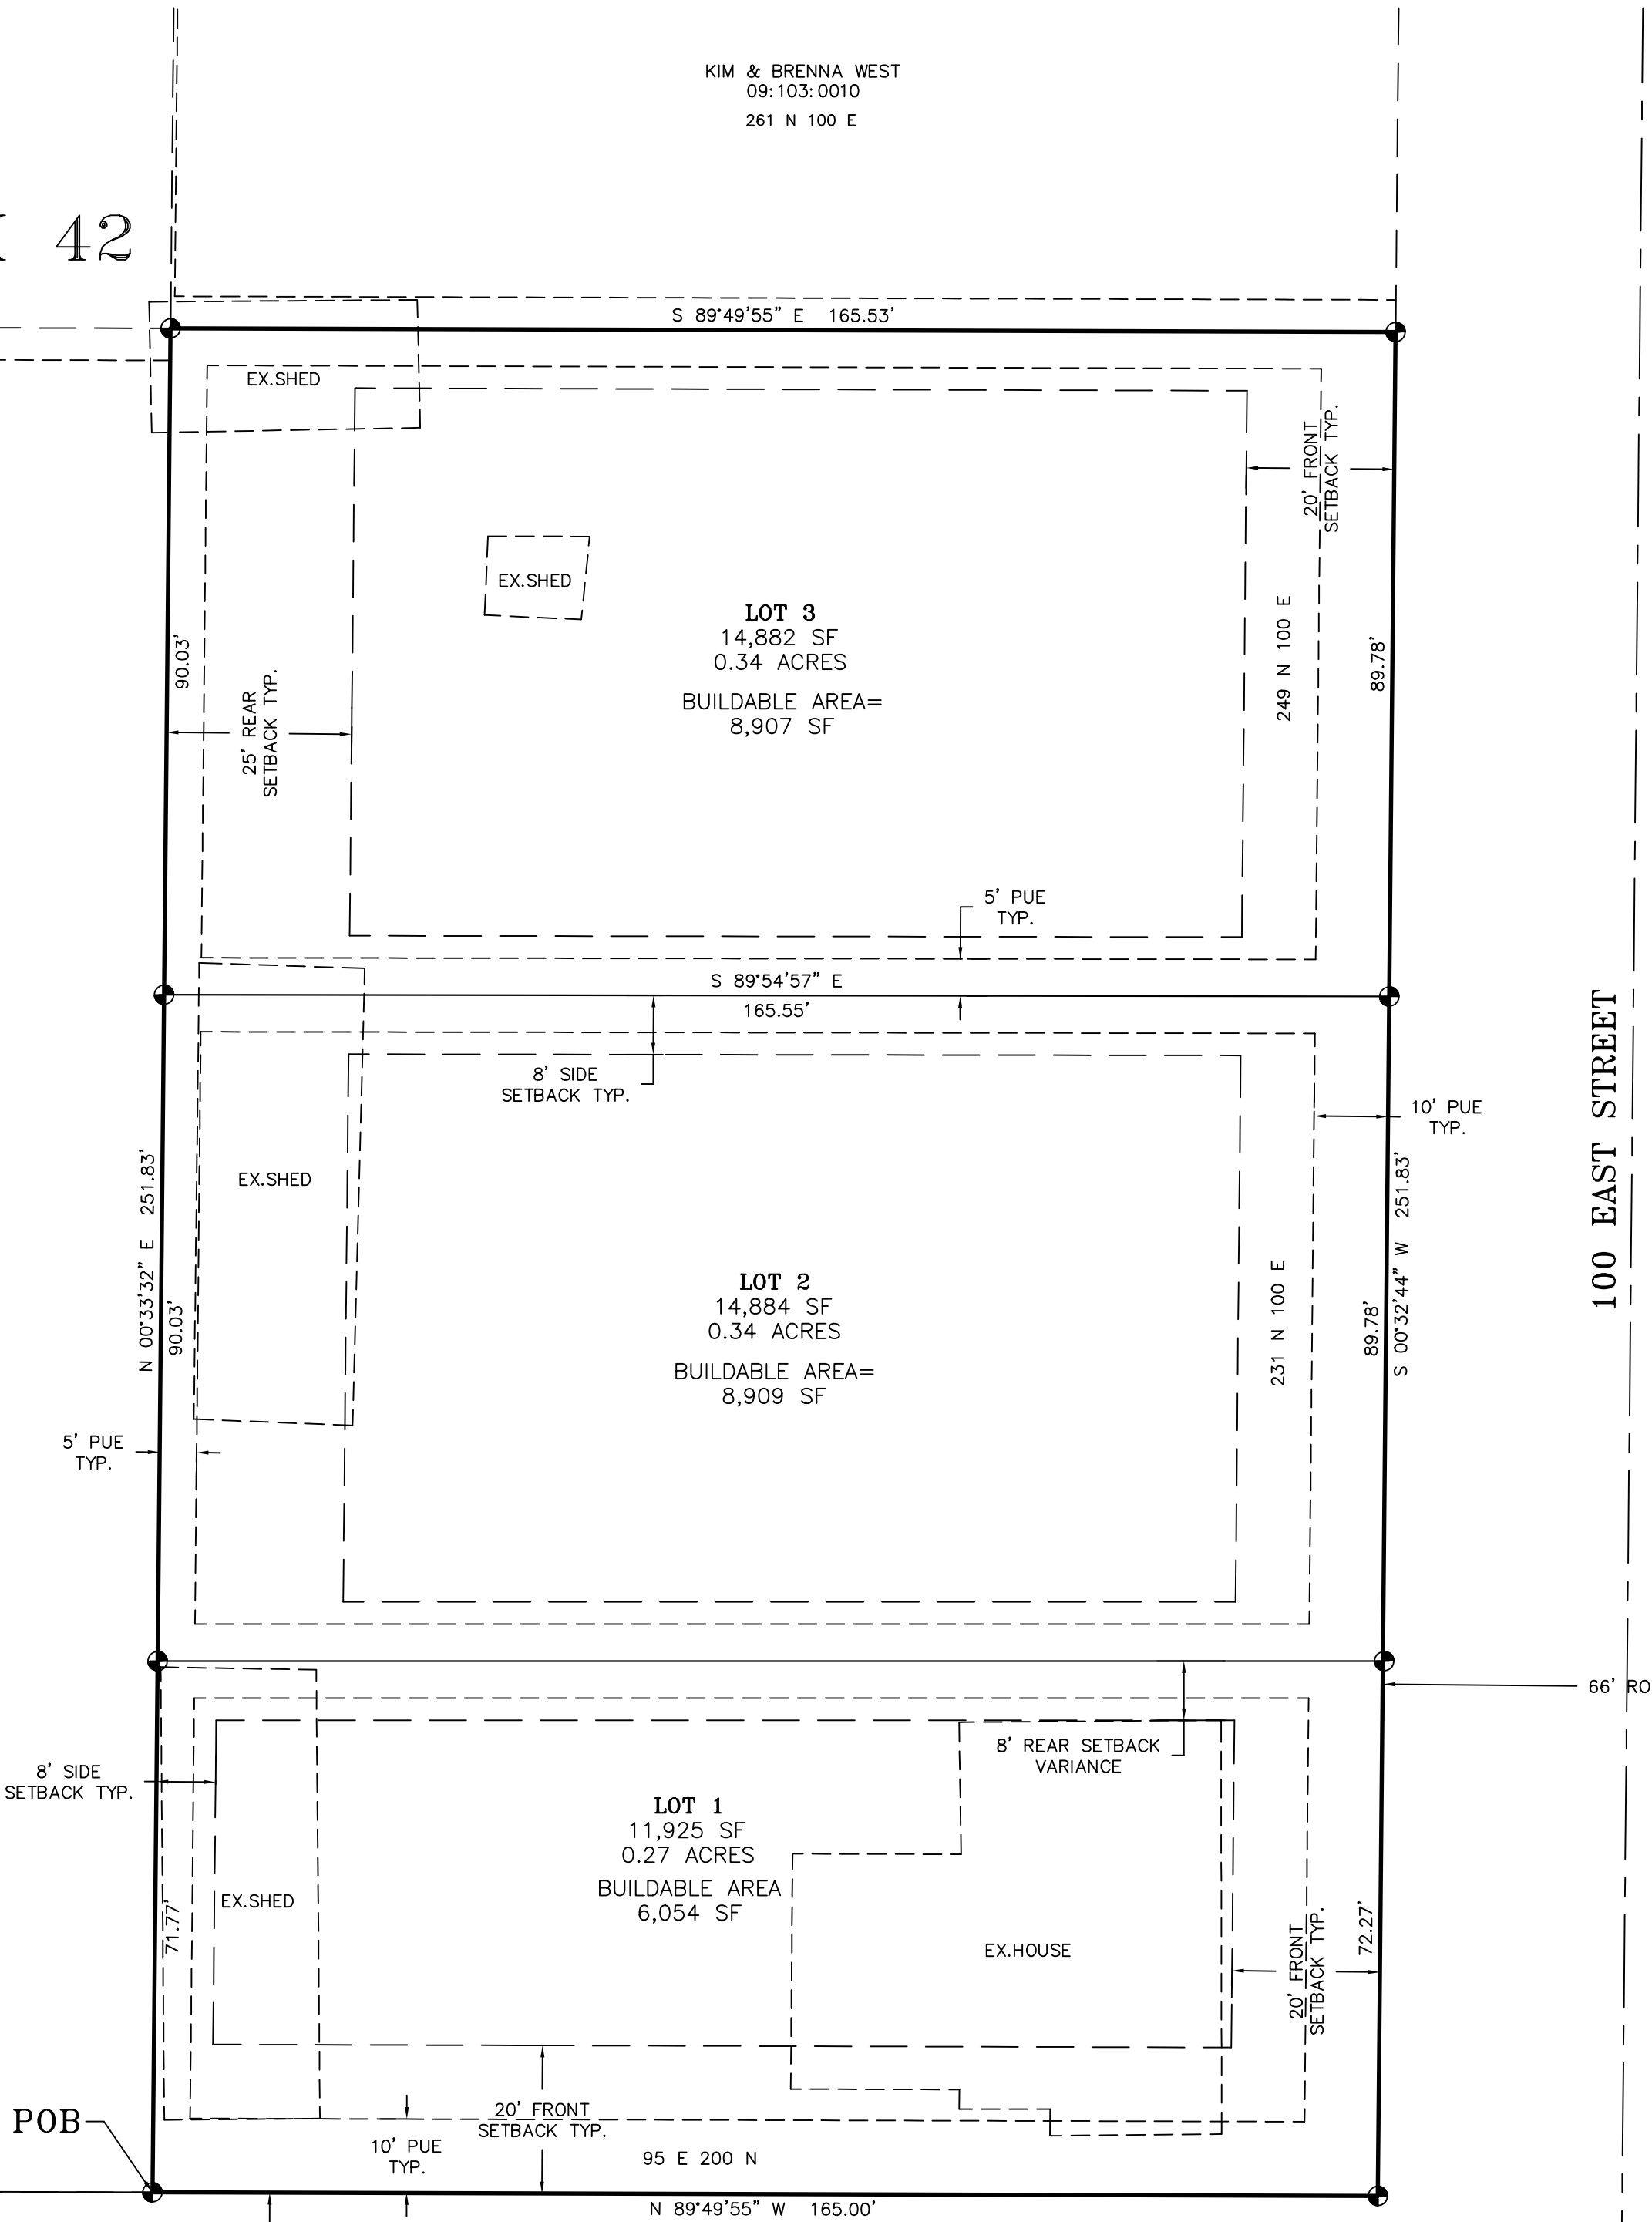 KIM & BRENNA WEST
09:103:0010
261 N 100 E
42
S 89°49'55" E 165.53'
EX.SHED
20' FRONT
SETBACK TYP.
EX.SHED
LOT 3
14,882 SF
0.34 ACRES
BUILDABLE AREA=
8,907 SF
90.03'
25' REAR
SETBACK TYP.
249 N 100 E
89.78'
5' PUE
TYP.
S 89°54'57" E
165.55'
8' SIDE
SETBACK TYP.
10' PUE
TYP.
100 EAST STREET
EX.SHED
N 00°33'32" E 251.83'
90.03'
LOT 2
14,884 SF
0.34 ACRES
BUILDABLE AREA=
8,909 SF
231 N 100 E
89.78'
S 00°32'44" W 251.83'
5' PUE
TYP.
66' RO
8' REAR SETBACK
VARIANCE
8' SIDE
SETBACK TYP.
LOT 1
11,925 SF
0.27 ACRES
BUILDABLE AREA
6,054 SF
71.77'
EX.SHED
EX.HOUSE
20' FRONT
SETBACK TYP.
72.27'
POB
20' FRONT
SETBACK TYP.
10' PUE
TYP.
95 E 200 N
N 89°49'55" W 165.00'